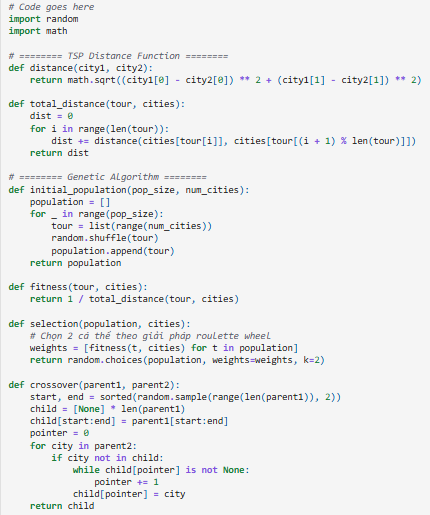 # Code goes here
import random
import math

# ======== TSP Distance Function ========
def distance(city1, city2):
    return math.sqrt((city1[0] - city2[0]) ** 2 + (city1[1] - city2[1]) ** 2)

def total_distance(tour, cities):
    dist = 0
    for i in range(len(tour)):
        dist += distance(cities[tour[i]], cities[tour[(i + 1) % len(tour)]])
    return dist

# ======== Genetic Algorithm ========
def initial_population(pop_size, num_cities):
    population = []
    for _ in range(pop_size):
        tour = list(range(num_cities))
        random.shuffle(tour)
        population.append(tour)
    return population

def fitness(tour, cities):
    return 1 / total_distance(tour, cities)

def selection(population, cities):
    # Chọn 2 cá thể theo giải pháp roulette wheel
    weights = [fitness(t, cities) for t in population]
    return random.choices(population, weights=weights, k=2)

def crossover(parent1, parent2):
    start, end = sorted(random.sample(range(len(parent1)), 2))
    child = [None] * len(parent1)
    child[start:end] = parent1[start:end]
    pointer = 0
    for city in parent2:
        if city not in child:
            while child[pointer] is not None:
                pointer += 1
            child[pointer] = city
    return child